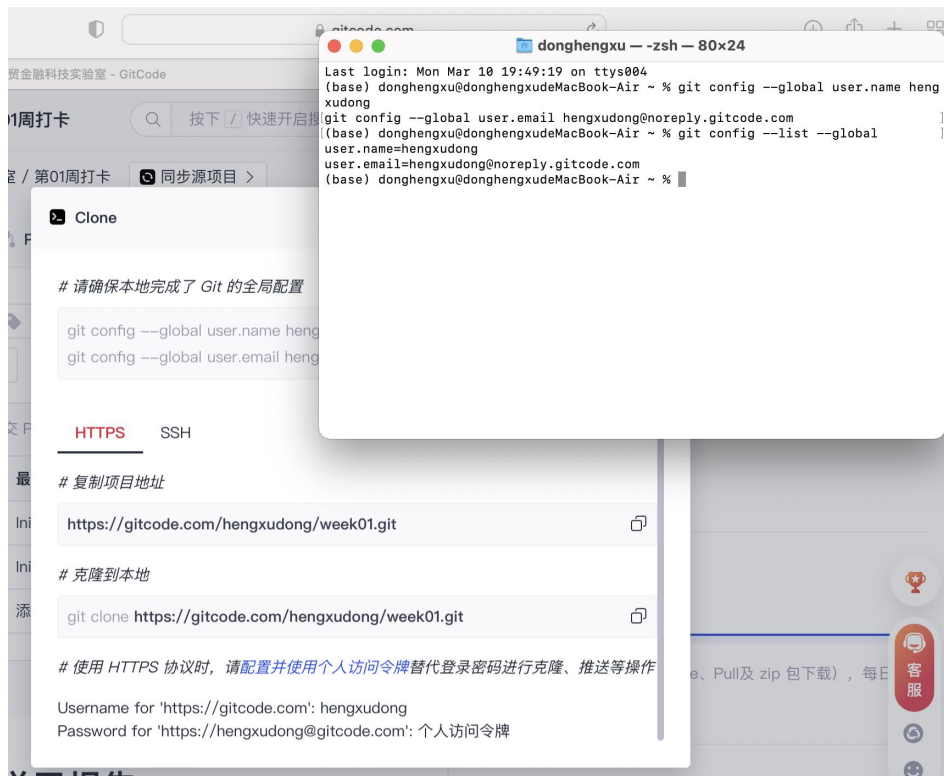 gitcode.com
贸金融科技实验室 - GitCode
donghengxu — -zsh — 80×24
Last login: Mon Mar 10 19:49:19 on ttys004
(base) donghengxu@donghengxudeMacBook-Air ~ % git config --global user.name heng
xudong
git config --global user.email hengxudong@noreply.gitcode.com
[(base) donghengxu@donghengxudeMacBook-Air ~ % git config --list --global ]
user.name=hengxudong
user.email=hengxudong@noreply.gitcode.com
(base) donghengxu@donghengxudeMacBook-Air ~ %
1周打卡
按下 / 快速开启搜
室 / 第01周打卡
同步源项目 >
Clone
# 请确保本地完成了 Git 的全局配置
git config --global user.name heng
git config --global user.email heng
HTTPS SSH
# 复制项目地址
https://gitcode.com/hengxudong/week01.git
# 克隆到本地
git clone https://gitcode.com/hengxudong/week01.git
# 使用 HTTPS 协议时，请配置并使用个人访问令牌替代登录密码进行克隆、推送等操作
Username for 'https://gitcode.com': hengxudong
Password for 'https://hengxudong@gitcode.com': 个人访问令牌
交 P
最
Ini
Ini
添
e、Pull及 zip 包下载），每日
客
服